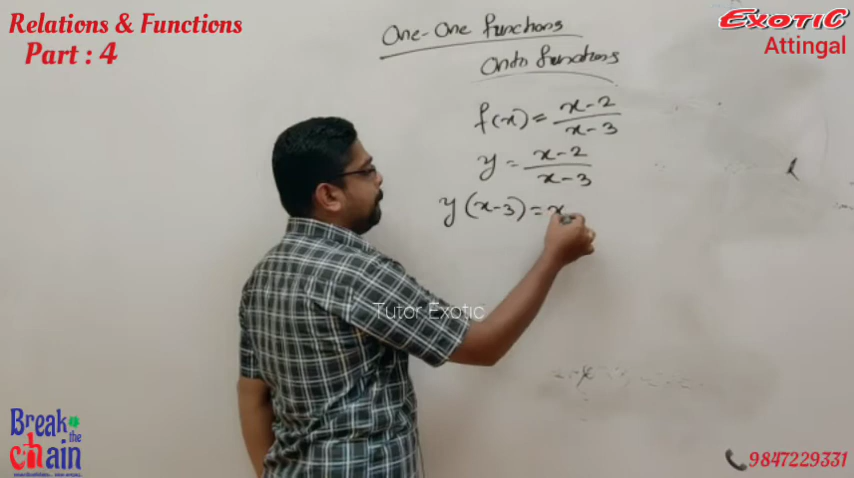 Relations & Functions
Part : 4
EXOTIC
Attingal
One-One functions
Onto functions
f(x) = x-2 / x-3
y = x-2 / x-3
y(x-3) = x
Tutor Exotic
Break the chain
📞9847229331